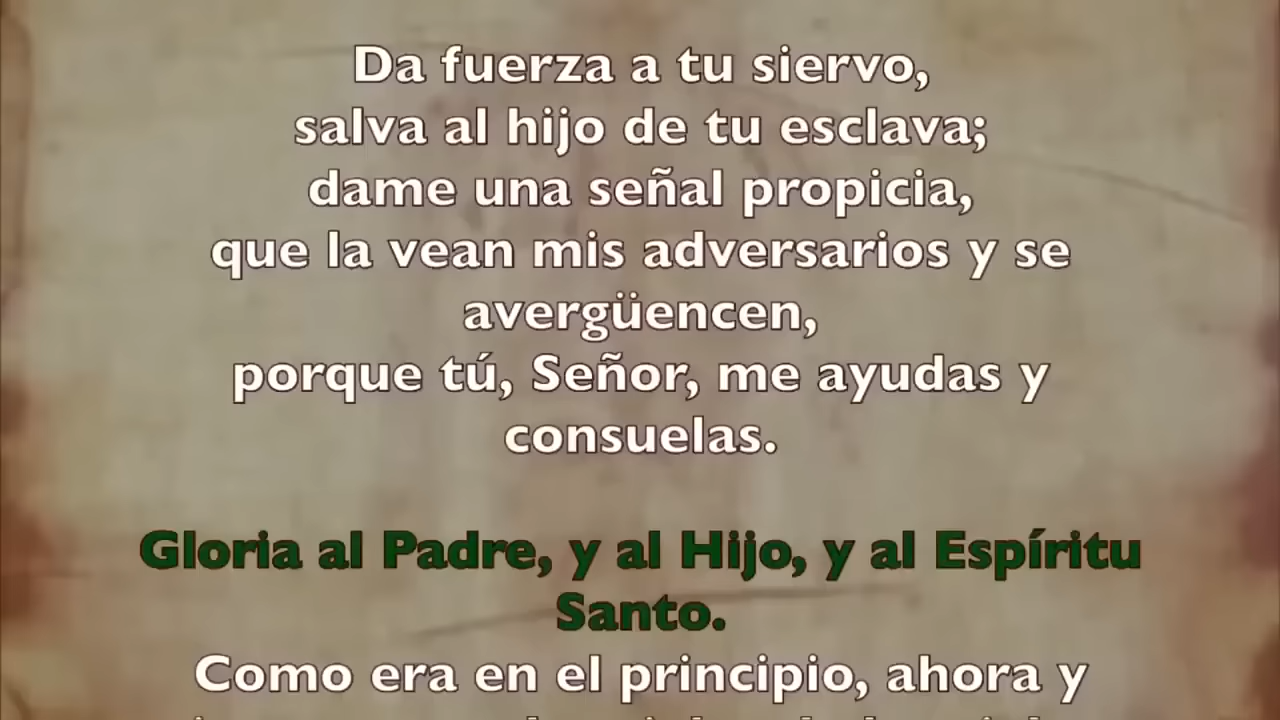 Da fuerza a tu siervo,
salva al hijo de tu esclava;
dame una señal propicia,
que la vean mis adversarios y se
avergüencen,
porque tú, Señor, me ayudas y
consuelas.
Gloria al Padre, y al Hijo, y al Espíritu
Santo.
Como era en el principio, ahora y